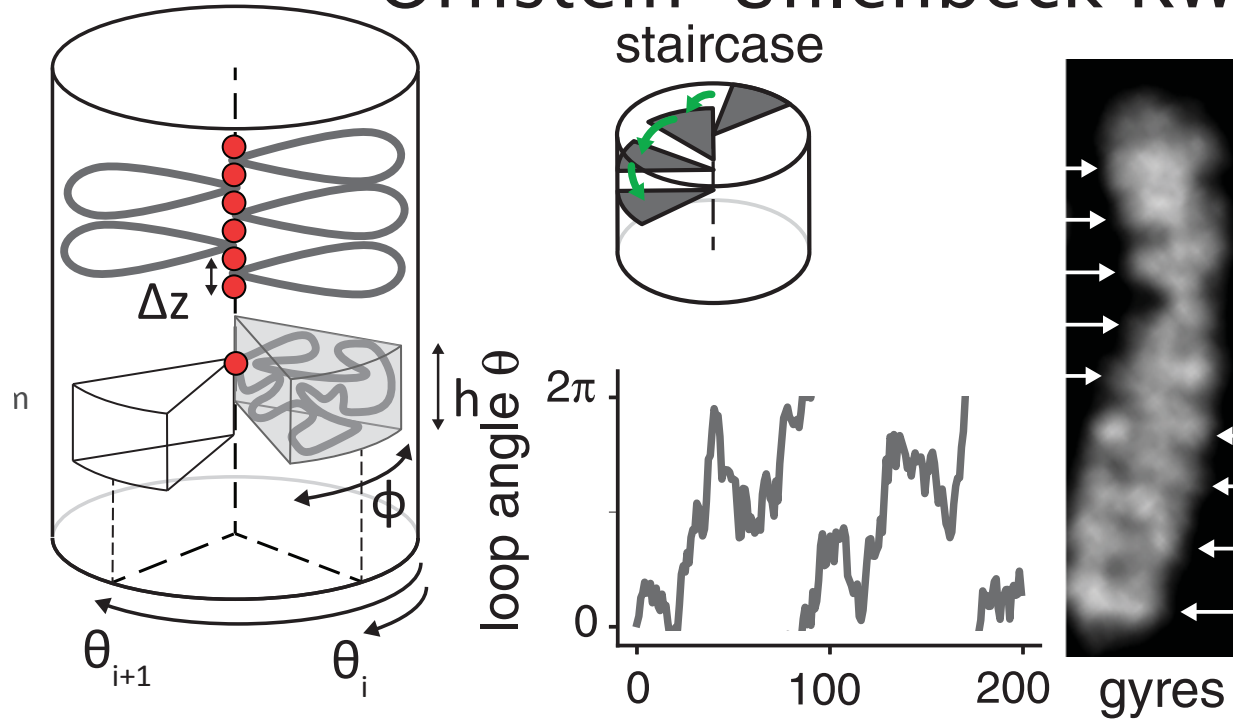 staircase
Δz
n
h
ϕ
θi+1
θi
loop angle θ
2π
0
0
100
200
gyres